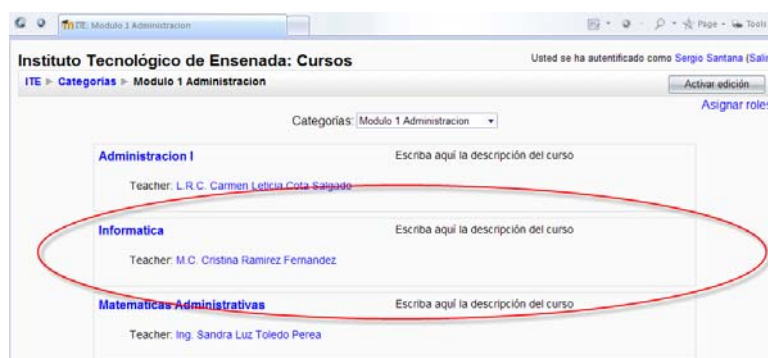 ITE: Modulo 1 Administracion
Page
Tools
Instituto Tecnológico de Ensenada: Cursos
Usted se ha autentificado como Sergio Santana (Salir
ITE ► Categorías ► Modulo 1 Administracion
Activar edición
Asignar roles
Categorías: Modulo 1 Administracion
Administracion I
Escriba aquí la descripción del curso
Teacher: L.R.C. Carmen Leticia Cota Salgado
Informatica
Escriba aquí la descripción del curso
Teacher: M.C. Cristina Ramirez Fernandez
Matematicas Administrativas
Escriba aquí la descripción del curso
Teacher: Ing. Sandra Luz Toledo Perea